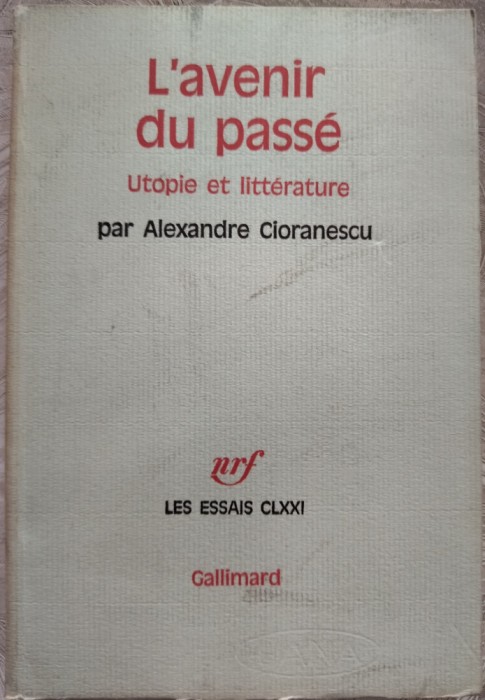 L'avenir
du passé
Utopie et littérature
par Alexandre Cioranescu
nrf
LES ESSAIS CLXXI
Gallimard